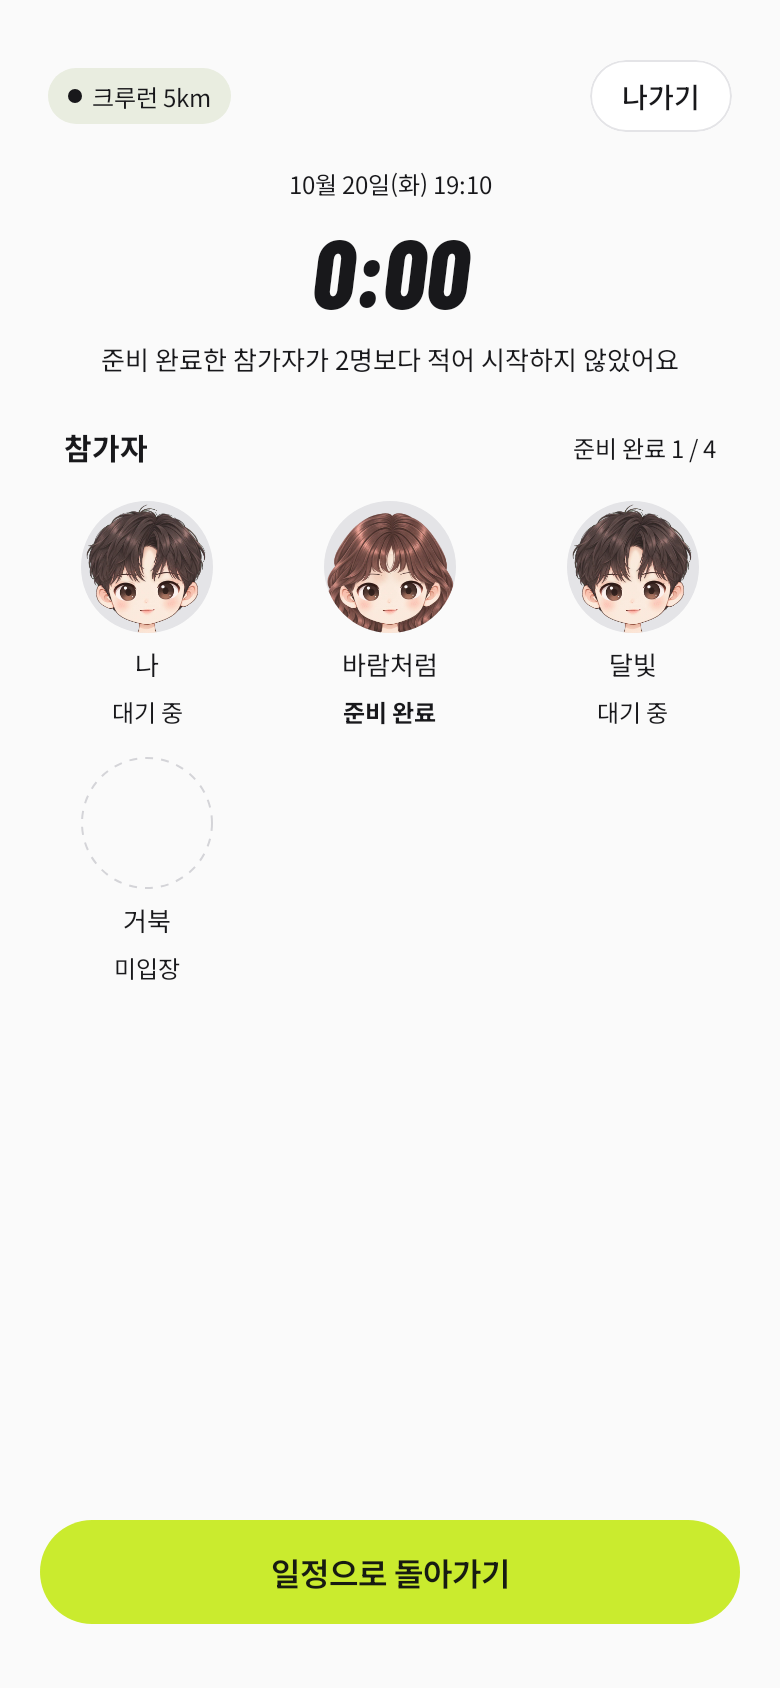 크루런 5km
나가기
10월 20일(화) 19:10
0:00
준비 완료한 참가자가 2명보다 적어 시작하지 않았어요
참가자
준비 완료 1 / 4
나
바람처럼
달빛
대기 중
준비 완료
대기 중
거북
미입장
일정으로 돌아가기